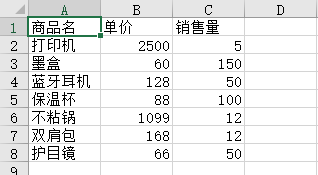 A B C D
1 商品名 单价 销售量
2 打印机 2500 5
3 墨盒 60 150
4 蓝牙耳机 128 50
5 保温杯 88 100
6 不粘锅 1099 12
7 双肩包 168 12
8 护目镜 66 50